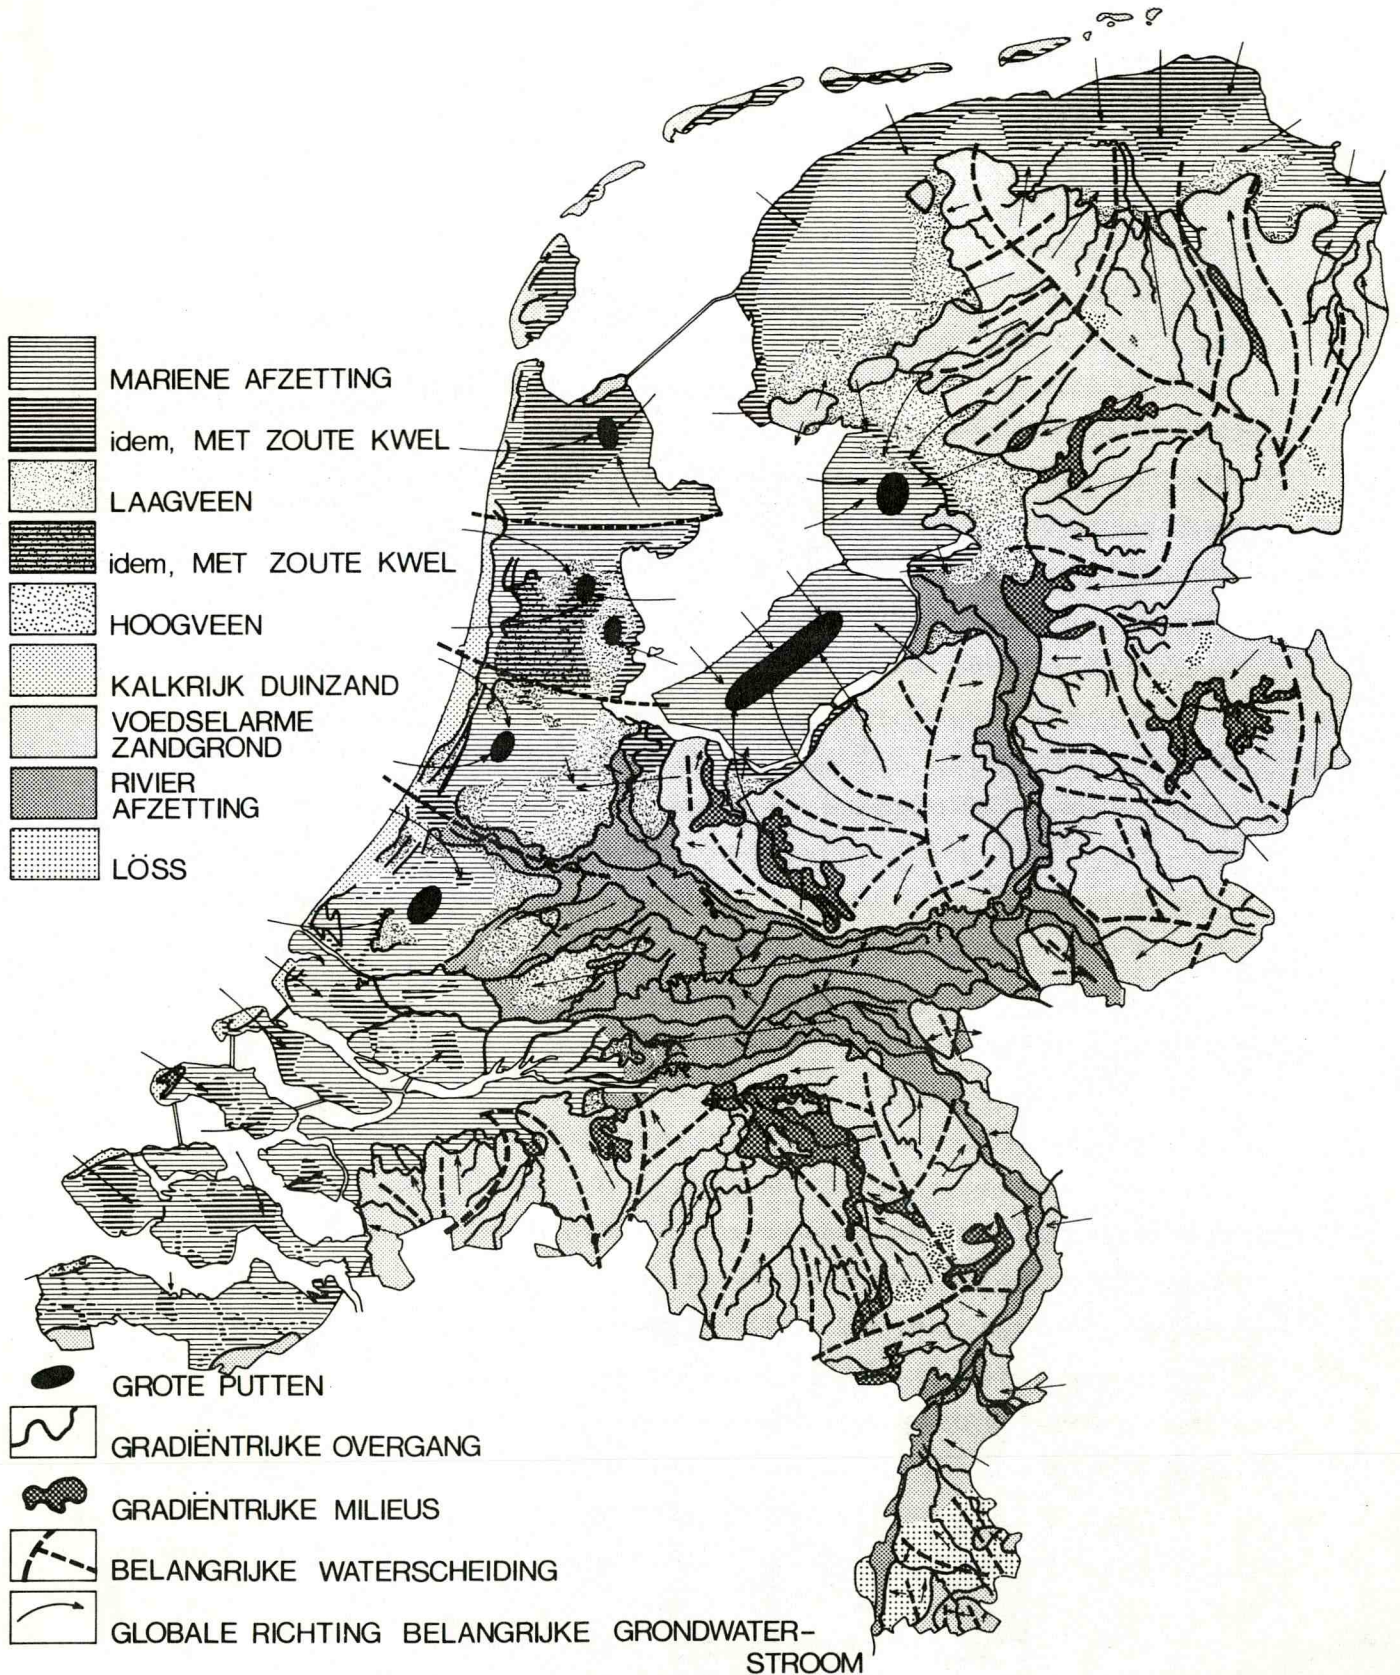 MARIENE AFZETTING
idem, MET ZOUTE KWEL
LAAGVEEN
idem, MET ZOUTE KWEL
HOOGVEEN
KALKRIJK DUINZAND
VOEDSELARME
ZANDGROND
RIVIER
AFZETTING
LÖSS
GROTE PUTTEN
GRADIËNTRIJKE OVERGANG
GRADIËNTRIJKE MILIEUS
BELANGRIJKE WATERSCHEIDING
GLOBALE RICHTING BELANGRIJKE GRONDWATER-
STROOM